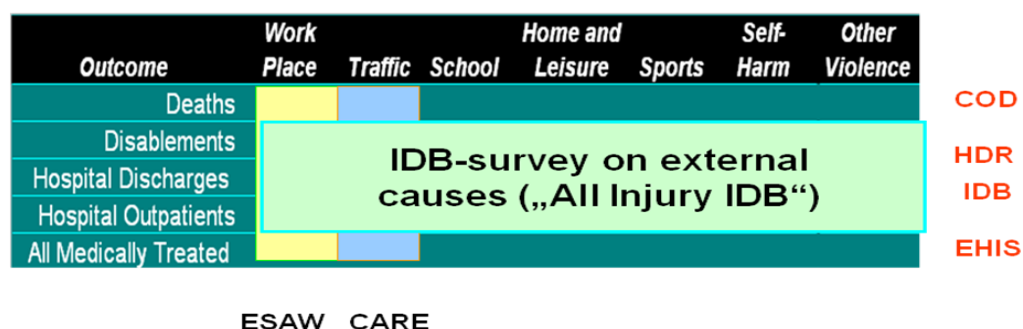 Work Home and Self- Other
Outcome Place Traffic School Leisure Sports Harm Violence
Deaths COD
Disablements HDR
IDB-survey on external
Hospital Discharges IDB
causes („All Injury IDB“)
Hospital Outpatients
All Medically Treated EHIS
ESAW CARE